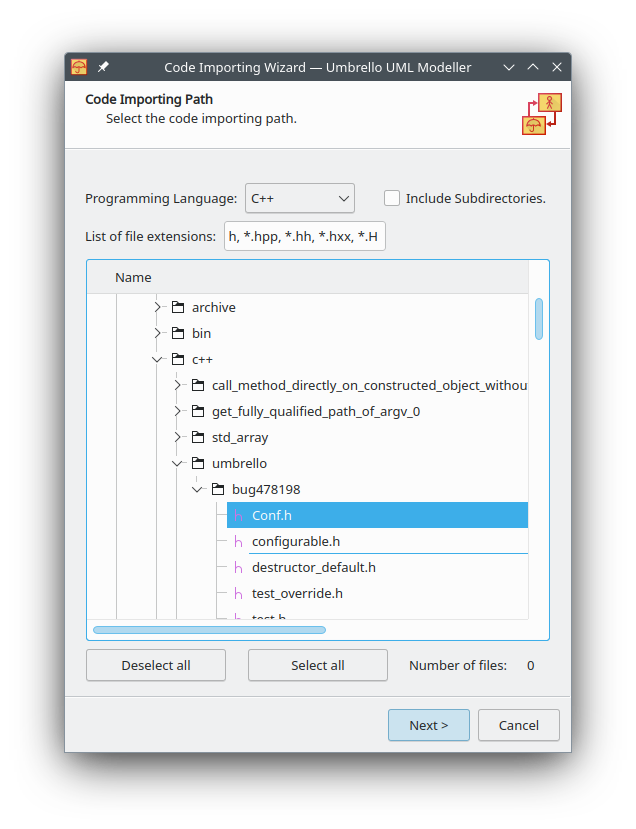 Code Importing Wizard — Umbrello UML Modeller
Code Importing Path
Select the code importing path.
Programming Language: C++ Include Subdirectories.
List of file extensions: h, *.hpp, *.hh, *.hxx, *.H
Name
archive
bin
c++
call_method_directly_on_constructed_object_withou
get_fully_qualified_path_of_argv_0
std_array
umbrello
bug478198
Conf.h
configurable.h
destructor_default.h
test_override.h
test.h
Deselect all Select all Number of files: 0
Next > Cancel